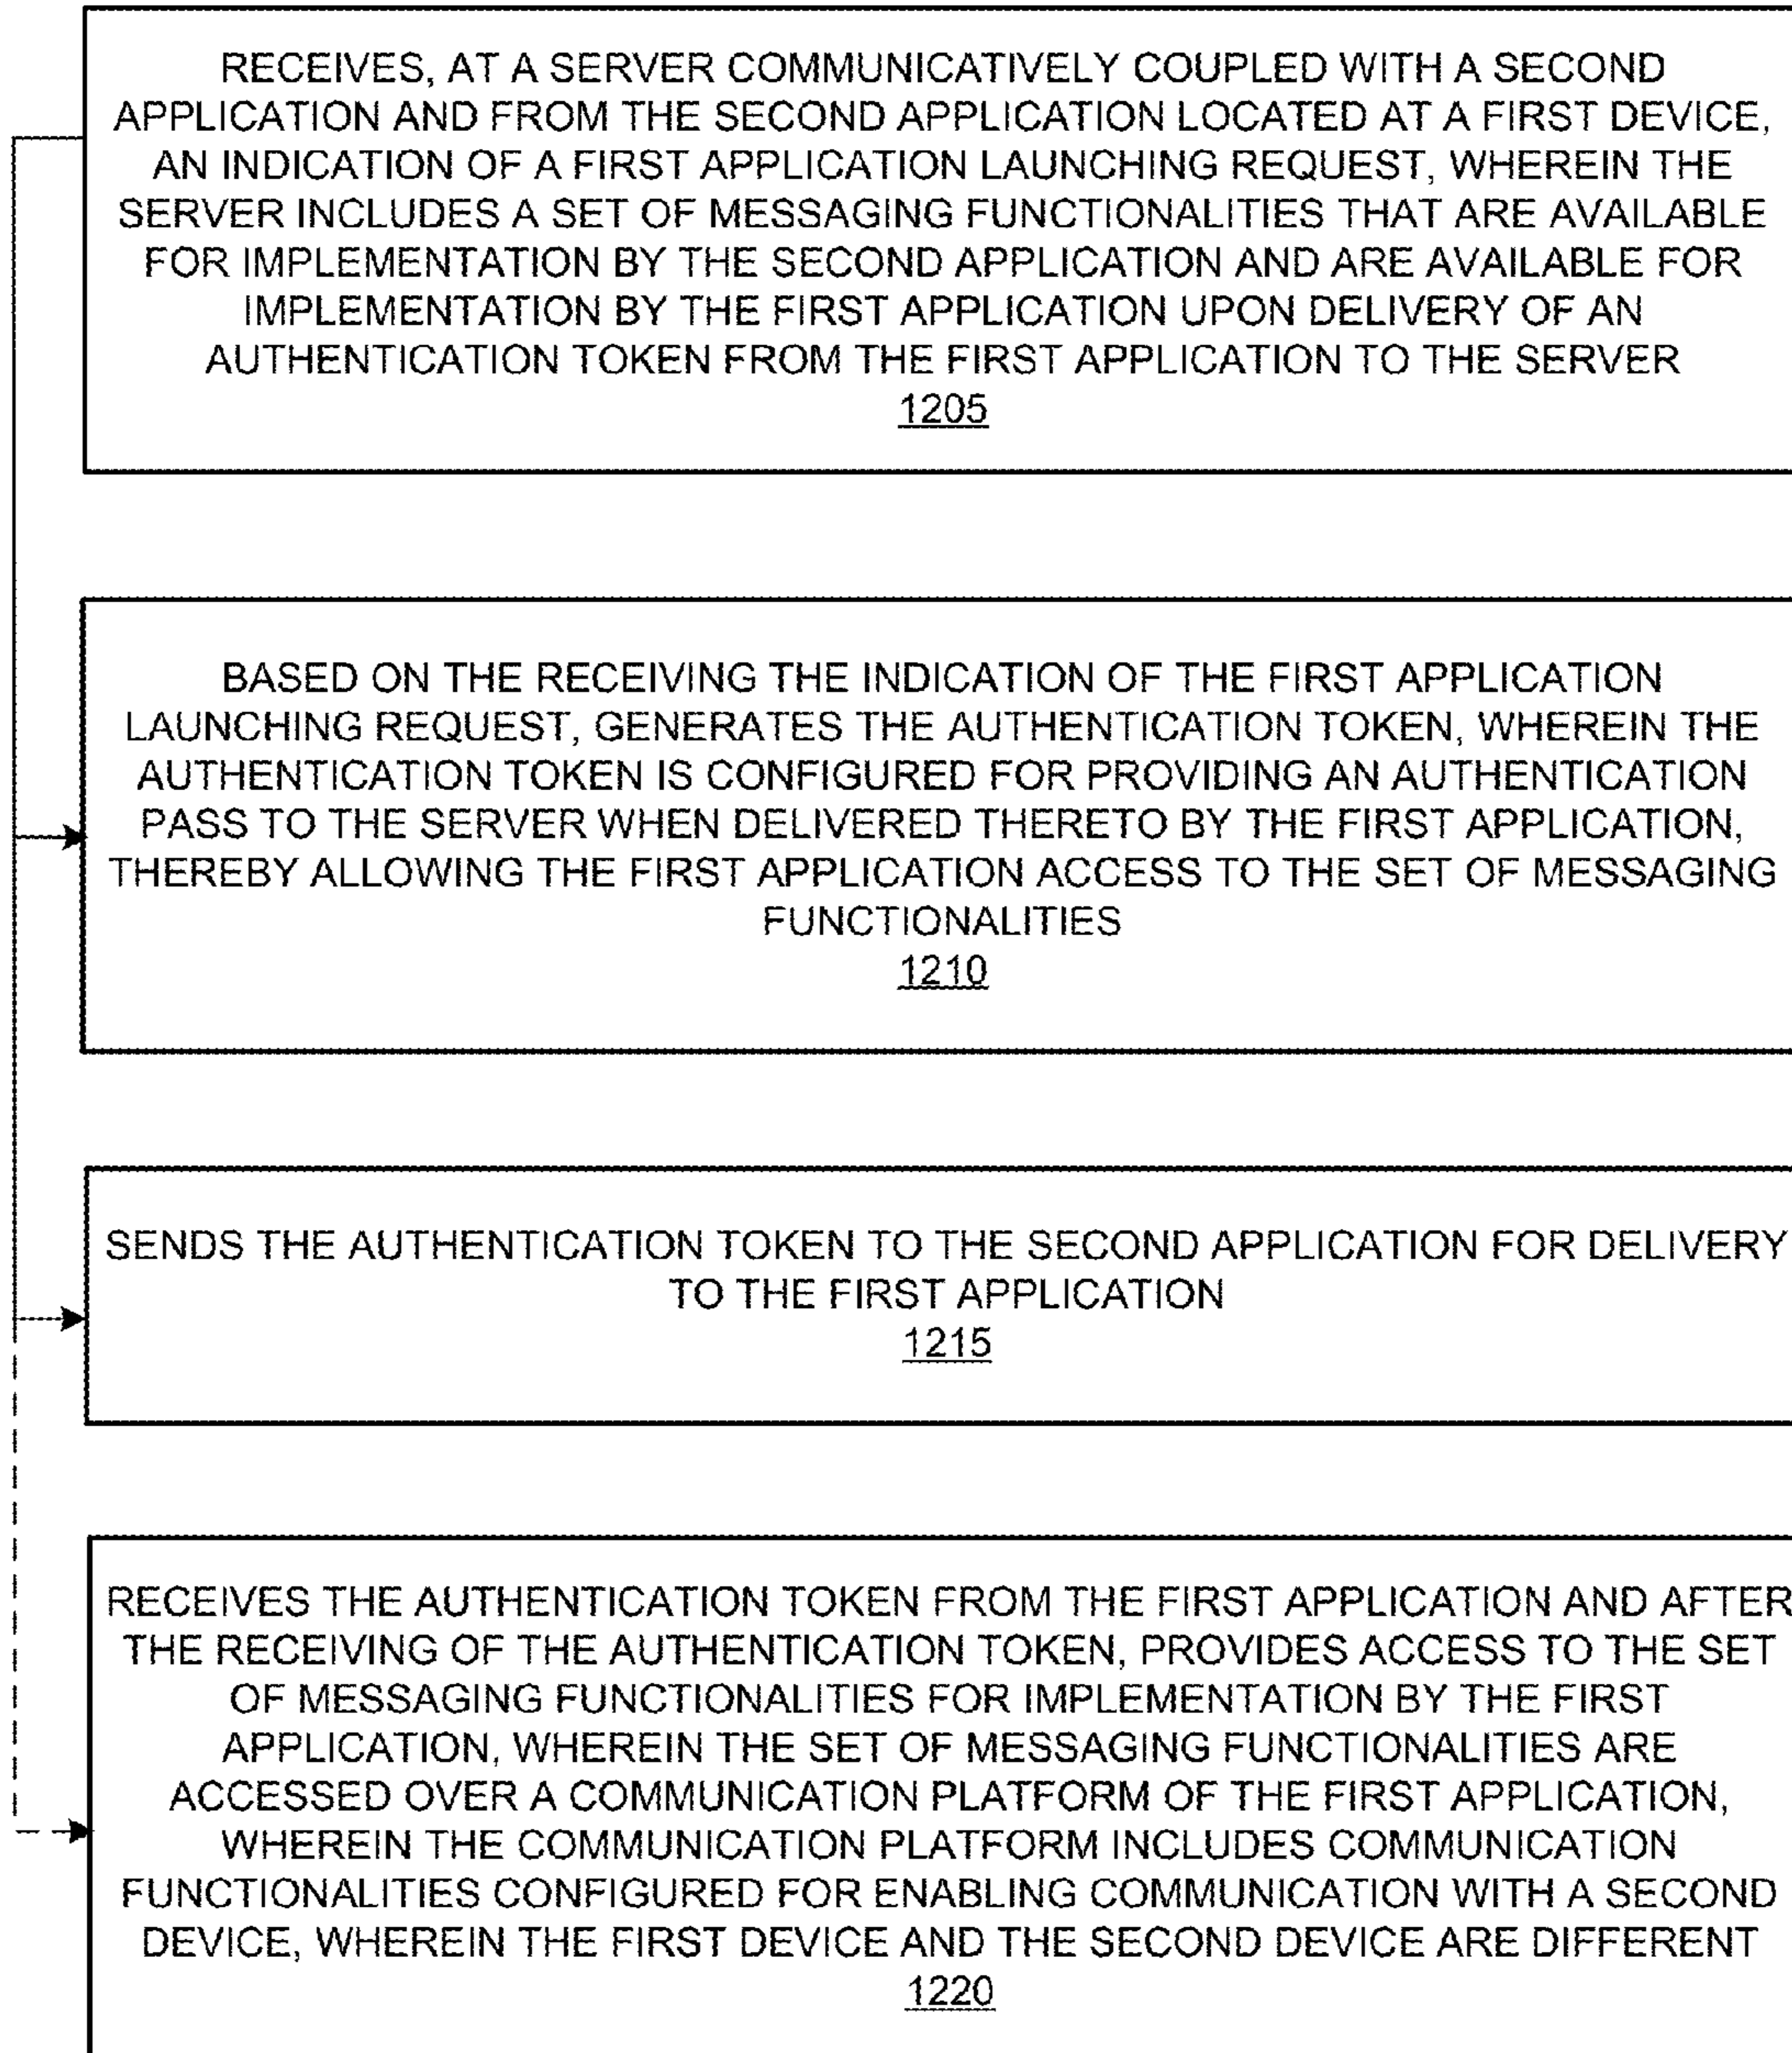 RECEIVES, AT A SERVER COMMUNICATIVELY COUPLED WITH A SECOND
APPLICATION AND FROM THE SECOND APPLICATION LOCATED AT A FIRST DEVICE,
AN INDICATION OF A FIRST APPLICATION LAUNCHING REQUEST, WHEREIN THE
SERVER INCLUDES A SET OF MESSAGING FUNCTIONALITIES THAT ARE AVAILABLE
FOR IMPLEMENTATION BY THE SECOND APPLICATION AND ARE AVAILABLE FOR
IMPLEMENTATION BY THE FIRST APPLICATION UPON DELIVERY OF AN
AUTHENTICATION TOKEN FROM THE FIRST APPLICATION TO THE SERVER
1205
BASED ON THE RECEIVING THE INDICATION OF THE FIRST APPLICATION
LAUNCHING REQUEST, GENERATES THE AUTHENTICATION TOKEN, WHEREIN THE
AUTHENTICATION TOKEN IS CONFIGURED FOR PROVIDING AN AUTHENTICATION
PASS TO THE SERVER WHEN DELIVERED THERETO BY THE FIRST APPLICATION,
THEREBY ALLOWING THE FIRST APPLICATION ACCESS TO THE SET OF MESSAGING
FUNCTIONALITIES
1210
SENDS THE AUTHENTICATION TOKEN TO THE SECOND APPLICATION FOR DELIVERY
TO THE FIRST APPLICATION
1215
RECEIVES THE AUTHENTICATION TOKEN FROM THE FIRST APPLICATION AND AFTER
THE RECEIVING OF THE AUTHENTICATION TOKEN, PROVIDES ACCESS TO THE SET
OF MESSAGING FUNCTIONALITIES FOR IMPLEMENTATION BY THE FIRST
APPLICATION, WHEREIN THE SET OF MESSAGING FUNCTIONALITIES ARE
ACCESSED OVER A COMMUNICATION PLATFORM OF THE FIRST APPLICATION,
WHEREIN THE COMMUNICATION PLATFORM INCLUDES COMMUNICATION
FUNCTIONALITIES CONFIGURED FOR ENABLING COMMUNICATION WITH A SECOND
DEVICE, WHEREIN THE FIRST DEVICE AND THE SECOND DEVICE ARE DIFFERENT
1220